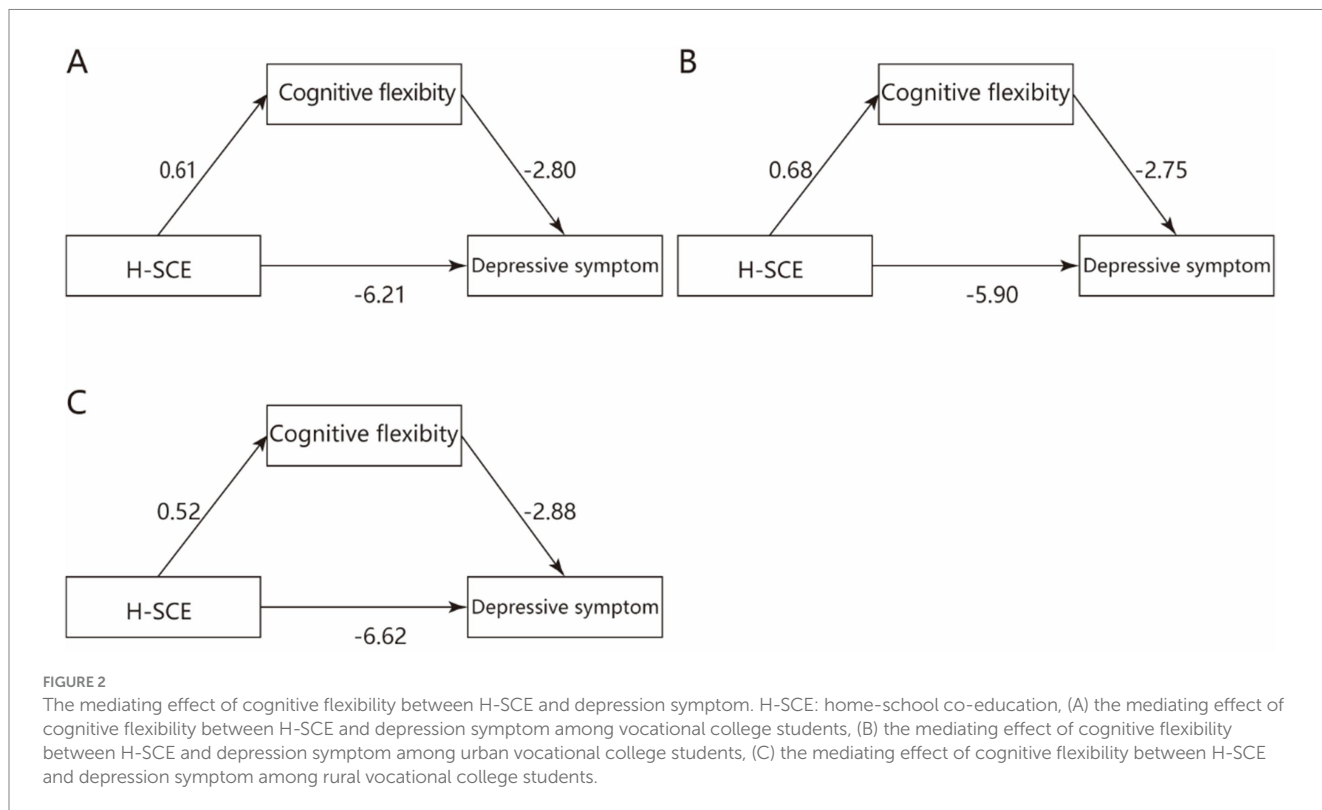 A
Cognitive flexibity
0.61
-2.80
H-SCE
Depressive symptom
-6.21
B
Cognitive flexibity
0.68
-2.75
H-SCE
Depressive symptom
-5.90
C
Cognitive flexibity
0.52
-2.88
H-SCE
Depressive symptom
-6.62
FIGURE 2
The mediating effect of cognitive flexibility between H-SCE and depression symptom. H-SCE: home-school co-education, (A) the mediating effect of
cognitive flexibility between H-SCE and depression symptom among vocational college students, (B) the mediating effect of cognitive flexibility
between H-SCE and depression symptom among urban vocational college students, (C) the mediating effect of cognitive flexibility between H-SCE
and depression symptom among rural vocational college students.